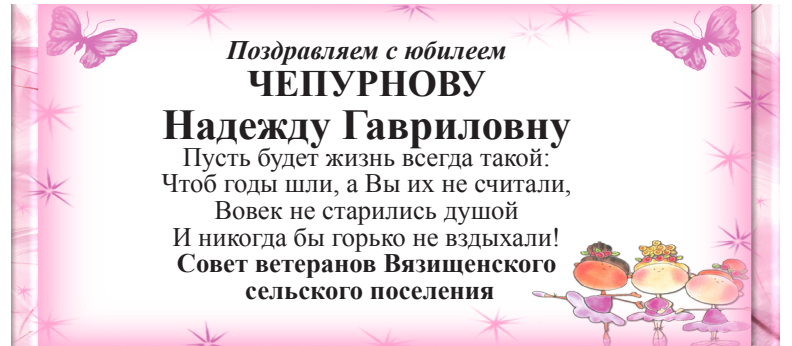 Поздравляем с юбилеем
ЧЕПУРНОВУ
Надежду Гавриловну
Пусть будет жизнь всегда такой:
Чтоб годы шли, а Вы их не считали,
Вовек не старились душой
И никогда бы горько не вздыхали!
Совет ветеранов Вязищенского
сельского поселения